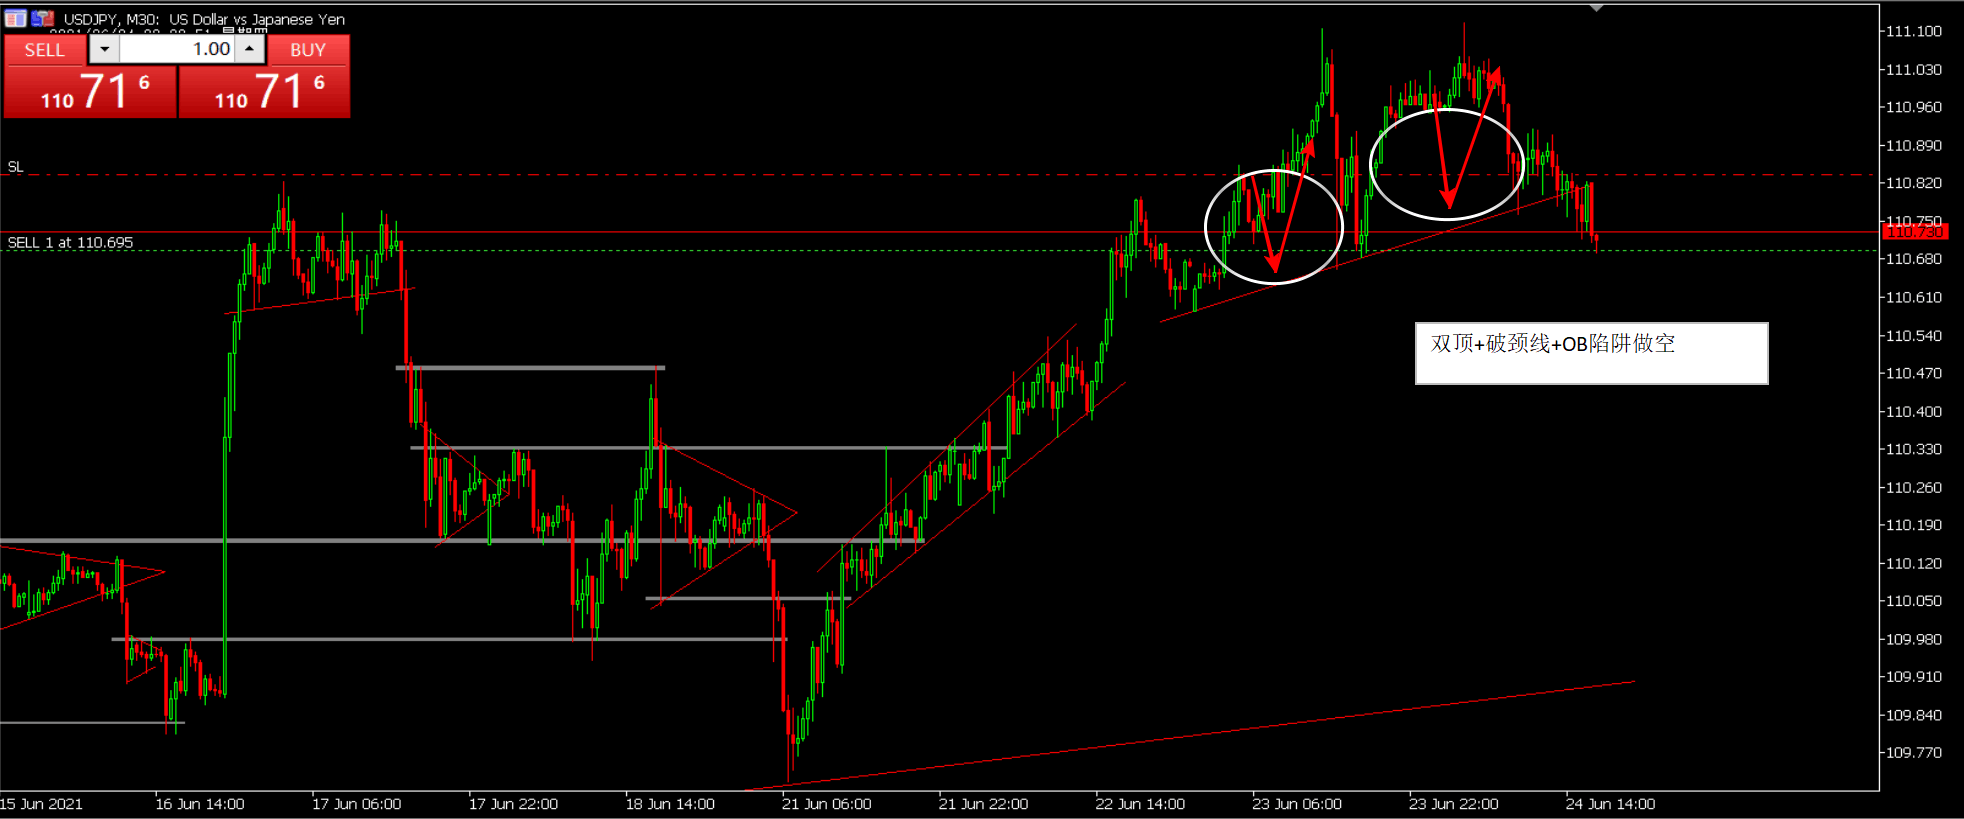 USDJPY, M30: US Dollar vs Japanese Yen
SELL
1.00
BUY
110 71 6
110 71 6
SL
SELL 1 at 110.695
双顶+破颈线+OB陷阱做空
111.100
111.030
110.960
110.890
110.820
110.750
110.730
110.680
110.610
110.540
110.470
110.400
110.330
110.260
110.190
110.120
110.050
109.980
109.910
109.840
109.770
15 Jun 2021
16 Jun 14:00
17 Jun 06:00
17 Jun 22:00
18 Jun 14:00
21 Jun 06:00
21 Jun 22:00
22 Jun 14:00
23 Jun 06:00
23 Jun 22:00
24 Jun 14:00